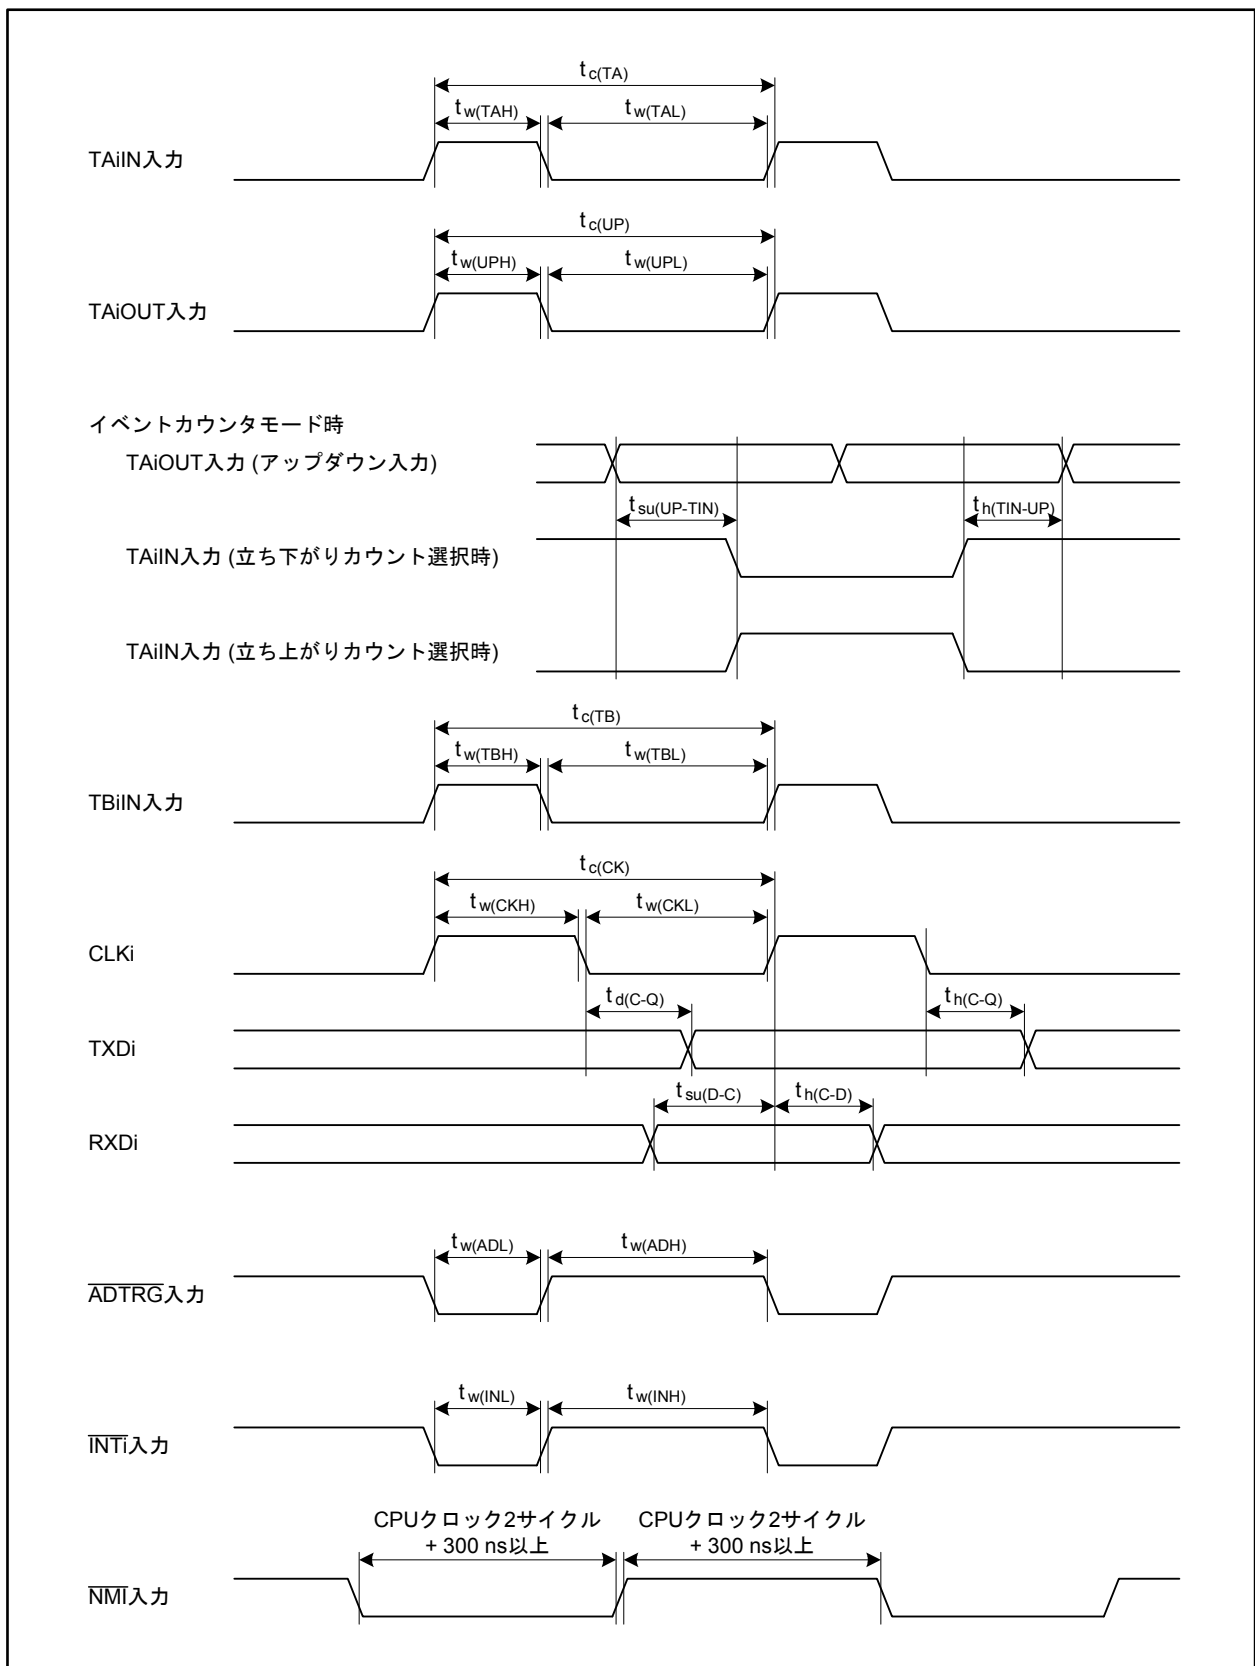 tc(TA)
tw(TAH) tw(TAL)
TAiIN入力
tc(UP)
tw(UPH) tw(UPL)
TAiOUT入力
イベントカウンタモード時
TAiOUT入力 (アップダウン入力)
tsu(UP-TIN) th(TIN-UP)
TAiIN入力 (立ち下がりカウント選択時)
TAiIN入力 (立ち上がりカウント選択時)
tc(TB)
tw(TBH) tw(TBL)
TBiIN入力
tc(CK)
tw(CKH) tw(CKL)
CLKi
td(C-Q) th(C-Q)
TXDi
tsu(D-C) th(C-D)
RXDi
tw(ADL) tw(ADH)
ADTRG入力
tw(INL) tw(INH)
INTi入力
CPUクロック2サイクル CPUクロック2サイクル
+ 300 ns以上 + 300 ns以上
NMI入力